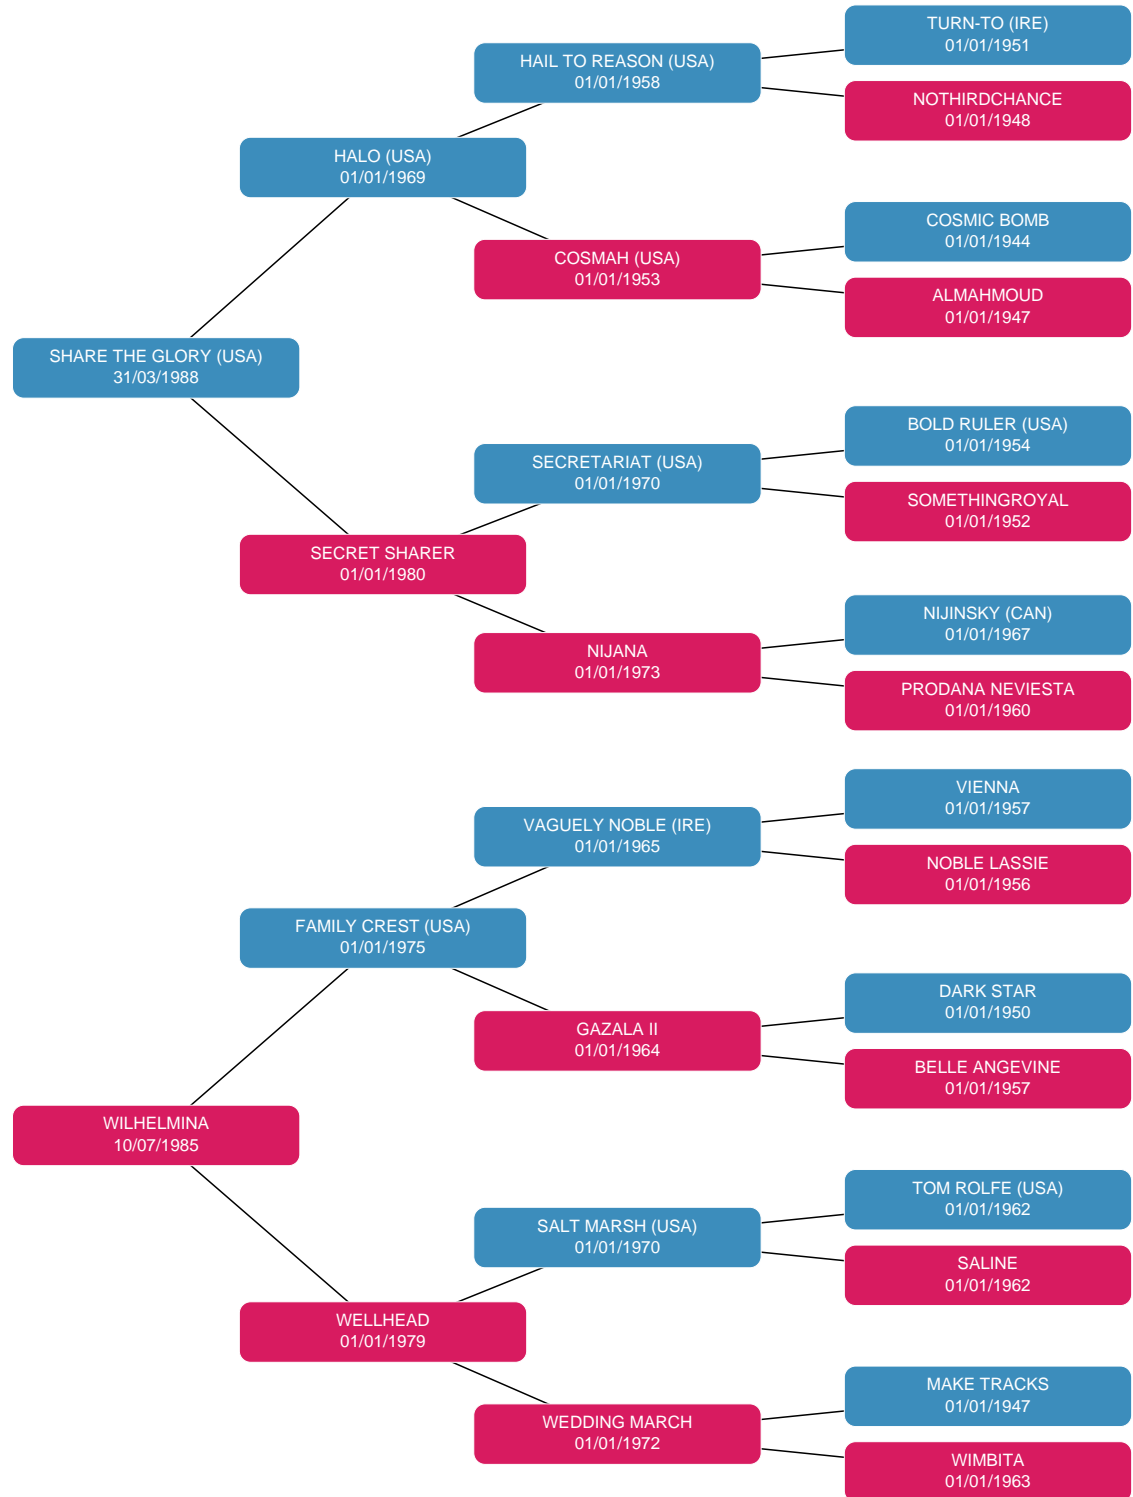 TURN-TO (IRE)
01/01/1951
HAIL TO REASON (USA)
01/01/1958
NOTHIRDCHANCE
01/01/1948
HALO (USA)
01/01/1969
COSMIC BOMB
01/01/1944
COSMAH (USA)
01/01/1953
ALMAHMOUD
01/01/1947
SHARE THE GLORY (USA)
31/03/1988
BOLD RULER (USA)
01/01/1954
SECRETARIAT (USA)
01/01/1970
SOMETHINGROYAL
01/01/1952
SECRET SHARER
01/01/1980
NIJINSKY (CAN)
01/01/1967
NIJANA
01/01/1973
PRODANA NEVIESTA
01/01/1960
VIENNA
01/01/1957
VAGUELY NOBLE (IRE)
01/01/1965
NOBLE LASSIE
01/01/1956
FAMILY CREST (USA)
01/01/1975
DARK STAR
01/01/1950
GAZALA II
01/01/1964
BELLE ANGEVINE
01/01/1957
WILHELMINA
10/07/1985
TOM ROLFE (USA)
01/01/1962
SALT MARSH (USA)
01/01/1970
SALINE
01/01/1962
WELLHEAD
01/01/1979
MAKE TRACKS
01/01/1947
WEDDING MARCH
01/01/1972
WIMBITA
01/01/1963